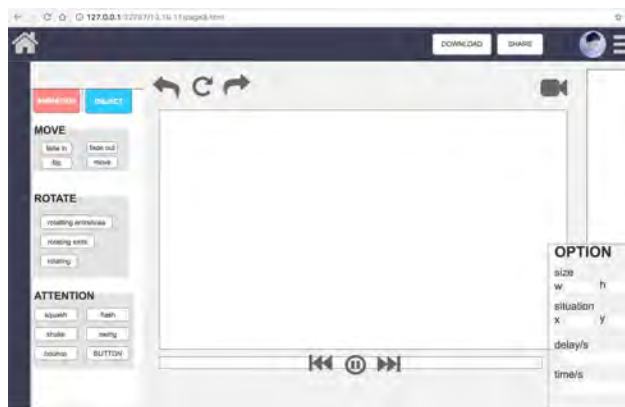 127.0.0.1
DOWNLOAD SHARE
ANIMATION OBJECT
MOVE
fade in fade out
flip move
ROTATE
rotatting entrances
rotating exits
rotating
ATTENTION
squash flash
shake swing
bounce BUTTON
OPTION
size
w h
situation
x y
delay/s
time/s